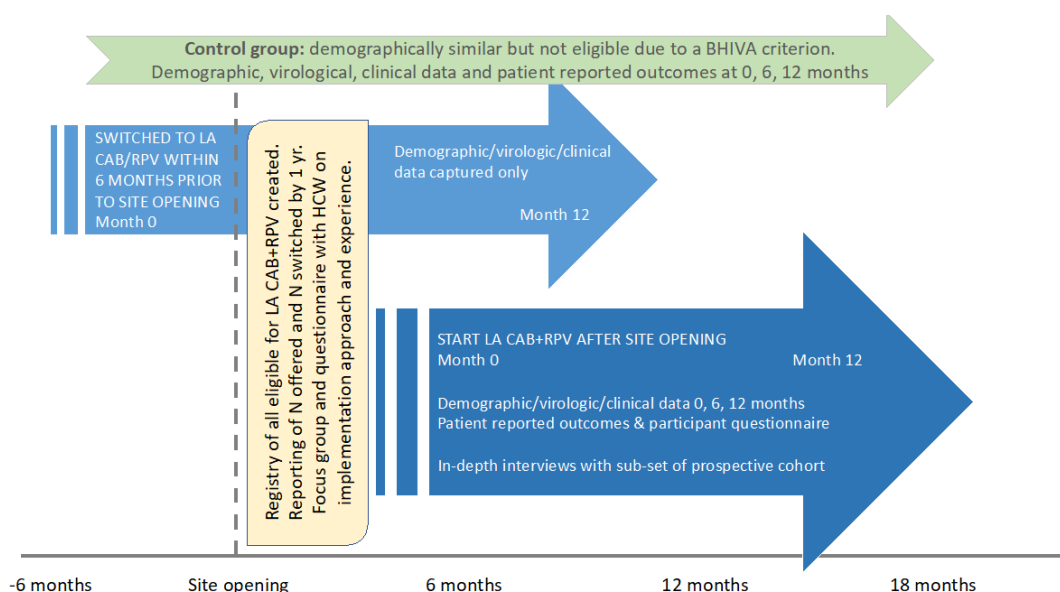 Control group: demographically similar but not eligible due to a BHIVA criterion.
Demographic, virological, clinical data and patient reported outcomes at 0, 6, 12 months
SWITCHED TO LA
CAB/RPV WITHIN
6 MONTHS PRIOR
TO SITE OPENING
Month 0
Registry of all eligible for LA CAB+RPV created.
Reporting of N offered and N switched by 1 yr.
Focus group and questionnaire with HCW on
implementation approach and experience.
Demographic/virologic/clinical
data captured only
Month 12
START LA CAB+RPV AFTER SITE OPENING
Month 0
Month 12
Demographic/virologic/clinical data 0, 6, 12 months
Patient reported outcomes & participant questionnaire
In-depth interviews with sub-set of prospective cohort
-6 months
Site opening
6 months
12 months
18 months